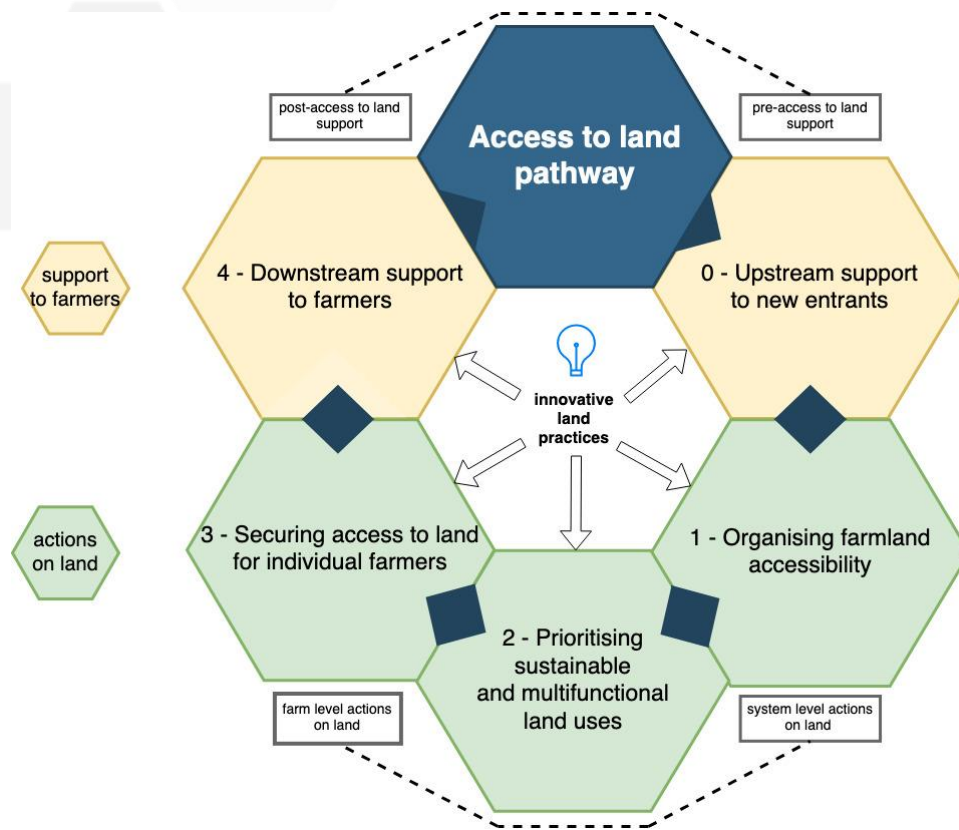 post-access to land
support
pre-access to land
support
Access to land
pathway
support
to farmers
4 - Downstream support
to farmers
0 - Upstream support
to new entrants
innovative
land
practices
actions
on land
3 - Securing access to land
for individual farmers
1 - Organising farmland
accessibility
2 - Prioritising
sustainable
and multifunctional
land uses
farm level actions
on land
system level actions
on land